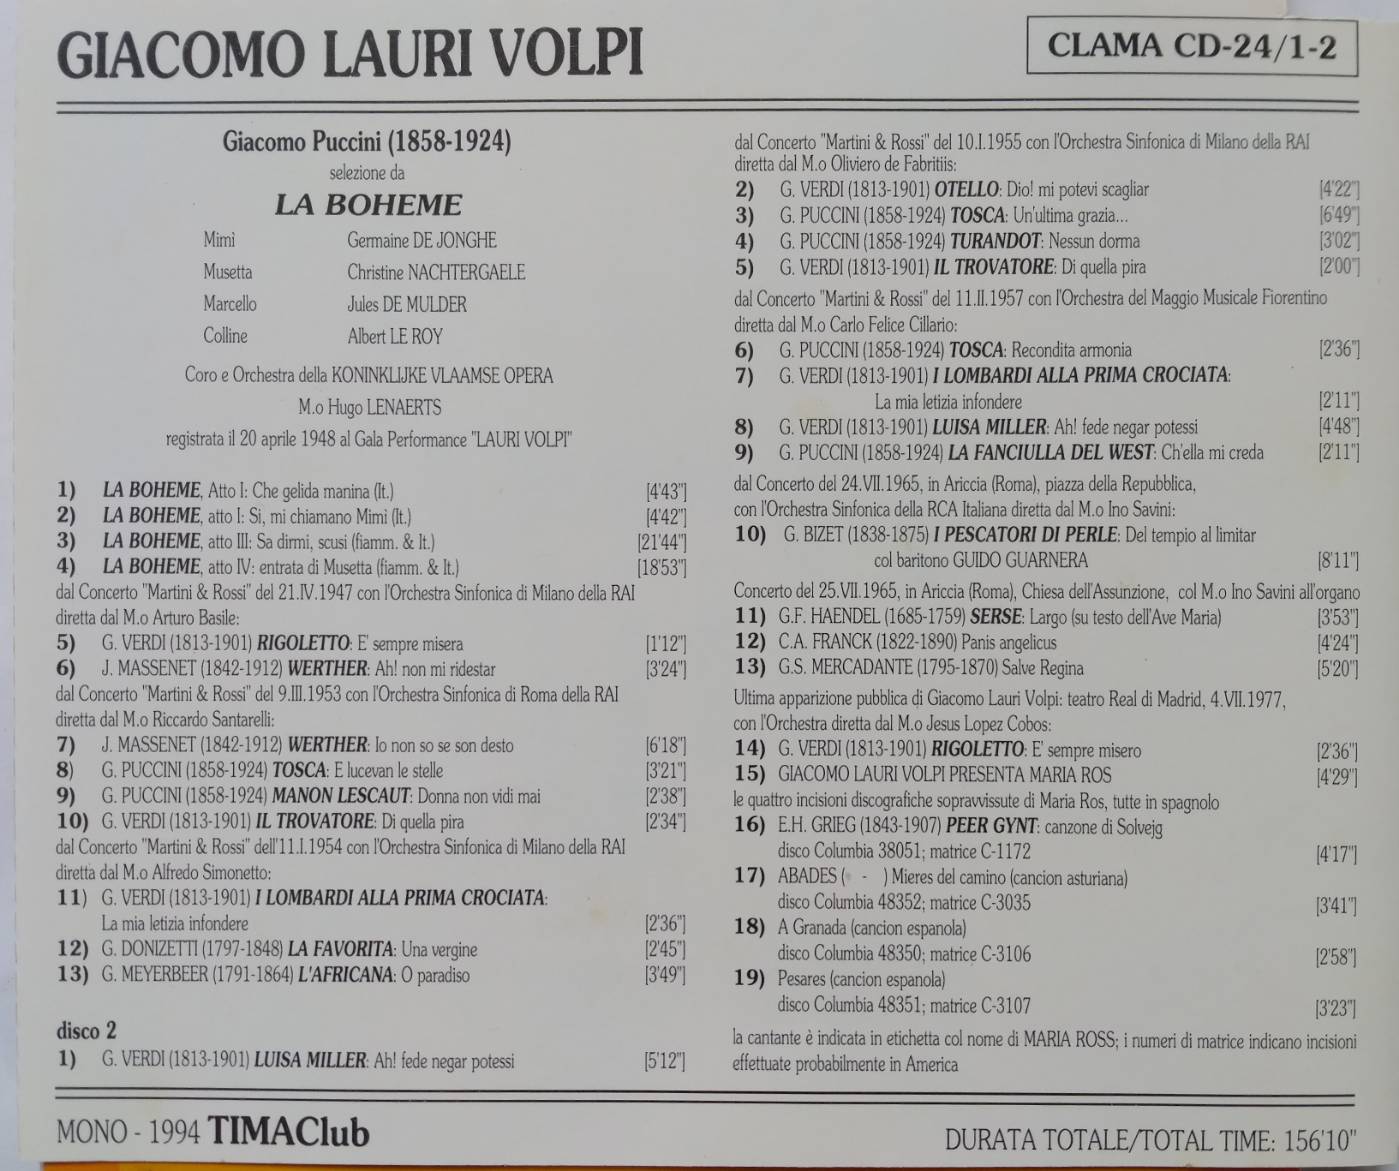 GIACOMO LAURI VOLPI
CLAMA CD-24/1-2
Giacomo Puccini (1858-1924)
selezione da
LA BOHEME
Mimì Germaine DE JONGHE
Musetta Christine NACHTERGAELE
Marcello Jules DE MULDER
Colline Albert LE ROY
Coro e Orchestra della KONINKLIJKE VLAAMSE OPERA
M.o Hugo LENAERTS
registrata il 20 aprile 1948 al Gala Performance "LAURI VOLPI"
1) LA BOHEME, Atto I: Che gelida manina (It.) [4'43"]
2) LA BOHEME, atto I: Si, mi chiamano Mimì (It.) [4'42"]
3) LA BOHEME, atto III: Sa dirmi, scusi (fiamm. & It.) [21'44"]
4) LA BOHEME, atto IV: entrata di Musetta (fiamm. & It.) [18'53"]
dal Concerto "Martini & Rossi" del 21.IV.1947 con l'Orchestra Sinfonica di Milano della RAI
diretta dal M.o Arturo Basile:
5) G. VERDI (1813-1901) RIGOLETTO: E' sempre misera [1'12"]
6) J. MASSENET (1842-1912) WERTHER: Ah! non mi ridestar [3'24"]
dal Concerto "Martini & Rossi" del 9.III.1953 con l'Orchestra Sinfonica di Roma della RAI
diretta dal M.o Riccardo Santarelli:
7) J. MASSENET (1842-1912) WERTHER: Io non so se son desto [6'18"]
8) G. PUCCINI (1858-1924) TOSCA: E lucevan le stelle [3'21"]
9) G. PUCCINI (1858-1924) MANON LESCAUT: Donna non vidi mai [2'38"]
10) G. VERDI (1813-1901) IL TROVATORE: Di quella pira [2'34"]
dal Concerto "Martini & Rossi" dell'11.I.1954 con l'Orchestra Sinfonica di Milano della RAI
diretta dal M.o Alfredo Simonetto:
11) G. VERDI (1813-1901) I LOMBARDI ALLA PRIMA CROCIATA:
La mia letizia infondere [2'36"]
12) G. DONIZETTI (1797-1848) LA FAVORITA: Una vergine [2'45"]
13) G. MEYERBEER (1791-1864) L'AFRICANA: O paradiso [3'49"]
disco 2
1) G. VERDI (1813-1901) LUISA MILLER: Ah! fede negar potessi [5'12"]
dal Concerto "Martini & Rossi" del 10.I.1955 con l'Orchestra Sinfonica di Milano della RAI
diretta dal M.o Oliviero de Fabritiis:
2) G. VERDI (1813-1901) OTELLO: Dio! mi potevi scagliar [4'22"]
3) G. PUCCINI (1858-1924) TOSCA: Un'ultima grazia... [6'49"]
4) G. PUCCINI (1858-1924) TURANDOT: Nessun dorma [3'02"]
5) G. VERDI (1813-1901) IL TROVATORE: Di quella pira [2'00"]
dal Concerto "Martini & Rossi" del 11.II.1957 con l'Orchestra del Maggio Musicale Fiorentino
diretta dal M.o Carlo Felice Cillario:
6) G. PUCCINI (1858-1924) TOSCA: Recondita armonia [2'36"]
7) G. VERDI (1813-1901) I LOMBARDI ALLA PRIMA CROCIATA:
La mia letizia infondere [2'11"]
8) G. VERDI (1813-1901) LUISA MILLER: Ah! fede negar potessi [4'48"]
9) G. PUCCINI (1858-1924) LA FANCIULLA DEL WEST: Ch'ella mi creda [2'11"]
dal Concerto del 24.VII.1965, in Ariccia (Roma), piazza della Repubblica,
con l'Orchestra Sinfonica della RCA Italiana diretta dal M.o Ino Savini:
10) G. BIZET (1838-1875) I PESCATORI DI PERLE: Del tempio al limitar
col baritono GUIDO GUARNERA [8'11"]
Concerto del 25.VII.1965, in Ariccia (Roma), Chiesa dell'Assunzione, col M.o Ino Savini all'organo
11) G.F. HAENDEL (1685-1759) SERSE: Largo (su testo dell'Ave Maria) [3'53"]
12) C.A. FRANCK (1822-1890) Panis angelicus [4'24"]
13) G.S. MERCADANTE (1795-1870) Salve Regina [5'20"]
Ultima apparizione pubblica di Giacomo Lauri Volpi: teatro Real di Madrid, 4.VII.1977,
con l'Orchestra diretta dal M.o Jesus Lopez Cobos:
14) G. VERDI (1813-1901) RIGOLETTO: E' sempre misero [2'36"]
15) GIACOMO LAURI VOLPI PRESENTA MARIA ROS [4'29"]
le quattro incisioni discografiche sopravvissute di Maria Ros, tutte in spagnolo
16) E.H. GRIEG (1843-1907) PEER GYNT: canzone di Solvejg
disco Columbia 38051; matrice C-1172 [4'17"]
17) ABADES ( - ) Mieres del camino (cancion asturiana)
disco Columbia 48352; matrice C-3035 [3'41"]
18) A Granada (cancion espanola)
disco Columbia 48350; matrice C-3106 [2'58"]
19) Pesares (cancion espanola)
disco Columbia 48351; matrice C-3107 [3'23"]
la cantante è indicata in etichetta col nome di MARIA ROSS; i numeri di matrice indicano incisioni
effettuate probabilmente in America
MONO - 1994 TIMAClub
DURATA TOTALE/TOTAL TIME: 156'10"